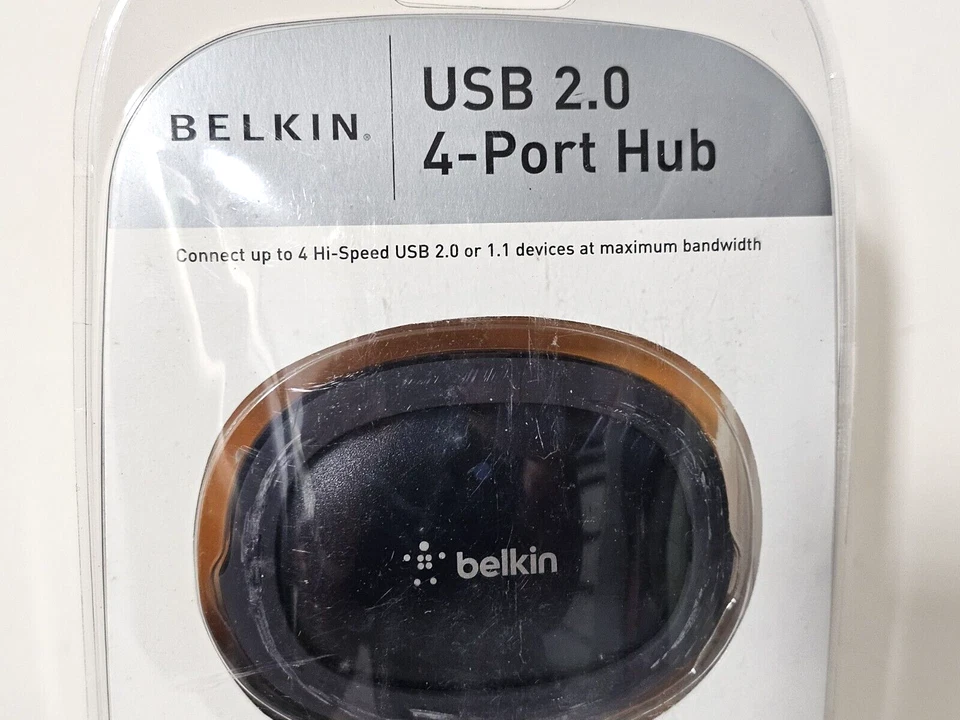 BELKIN®
USB 2.0
4-Port Hub
Connect up to 4 Hi-Speed USB 2.0 or 1.1 devices at maximum bandwidth
belkin